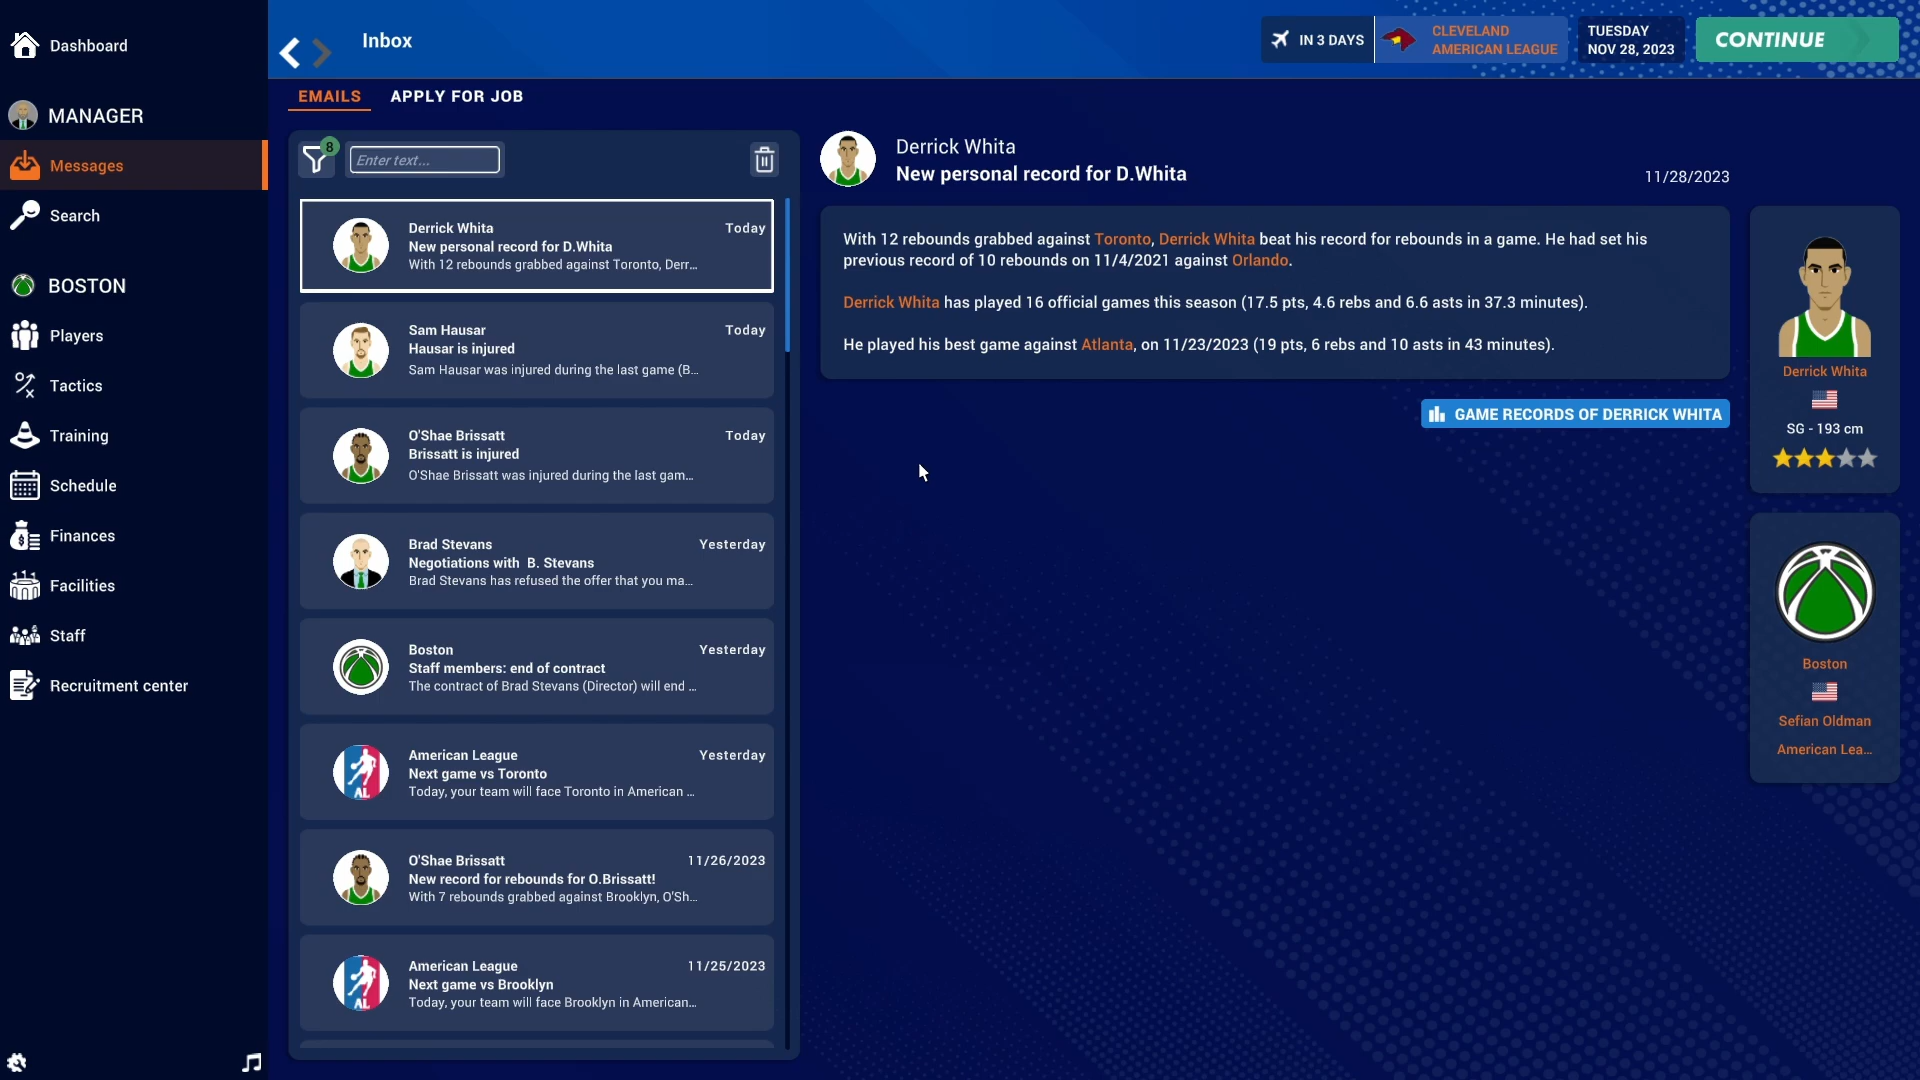 Dashboard
MANAGER
Messages
Search
BOSTON
Players
Tactics
Training
Schedule
Finances
Facilities
Staff
Recruitment center
Inbox
IN 3 DAYS
CLEVELAND
AMERICAN LEAGUE
TUESDAY
NOV 28, 2023
CONTINUE
EMAILS
APPLY FOR JOB
8
Enter text...
Derrick Whita
Today
New personal record for D.Whita
With 12 rebounds grabbed against Toronto, Derr...
Sam Hausar
Today
Hausar is injured
Sam Hausar was injured during the last game (B...
O'Shae Brissatt
Today
Brissatt is injured
O'Shae Brissatt was injured during the last gam...
Brad Stevans
Yesterday
Negotiations with  B. Stevans
Brad Stevans has refused the offer that you ma...
Boston
Yesterday
Staff members: end of contract
The contract of Brad Stevans (Director) will end ...
AL
American League
Yesterday
Next game vs Toronto
Today, your team will face Toronto in American ...
O'Shae Brissatt
11/26/2023
New record for rebounds for O.Brissatt!
With 7 rebounds grabbed against Brooklyn, O'Sh...
AL
American League
11/25/2023
Next game vs Brooklyn
Today, your team will face Brooklyn in American...
Derrick Whita
New personal record for D.Whita
11/28/2023
With 12 rebounds grabbed against Toronto, Derrick Whita beat his record for rebounds in a game. He had set his
previous record of 10 rebounds on 11/4/2021 against Orlando.
Derrick Whita has played 16 official games this season (17.5 pts, 4.6 rebs and 6.6 asts in 37.3 minutes).
He played his best game against Atlanta, on 11/23/2023 (19 pts, 6 rebs and 10 asts in 43 minutes).
GAME RECORDS OF DERRICK WHITA
Derrick Whita
SG - 193 cm
Boston
Sefian Oldman
American Lea...